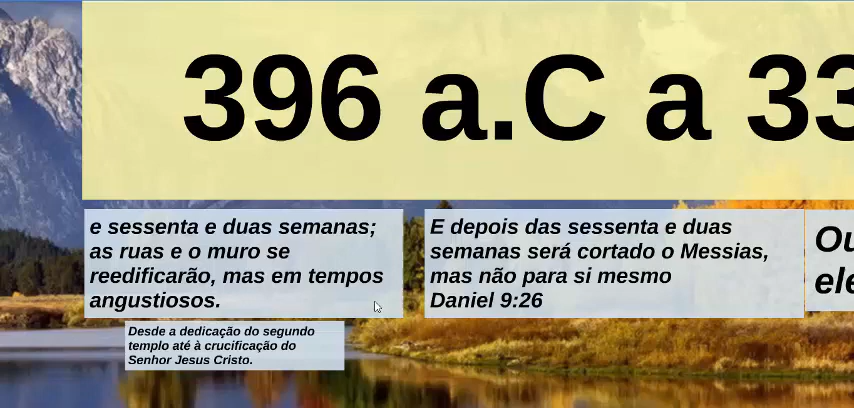 396 a.C a 33
e sessenta e duas semanas;
as ruas e o muro se
reedificarão, mas em tempos
angustiosos.
E depois das sessenta e duas
semanas será cortado o Messias,
mas não para si mesmo
Daniel 9:26
Desde a dedicação do segundo
templo até à crucificação do
Senhor Jesus Cristo.